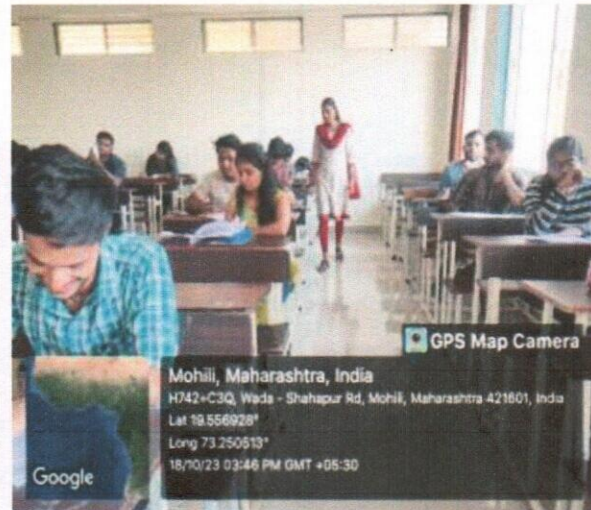 GPS Map Camera
Mohili, Maharashtra, India
H742+C3Q, Wada - Shahapur Rd, Mohili, Maharashtra 421601, India
Lat 19.556928°
Long 73.250513°
18/10/23 03:46 PM GMT +05:30
Google